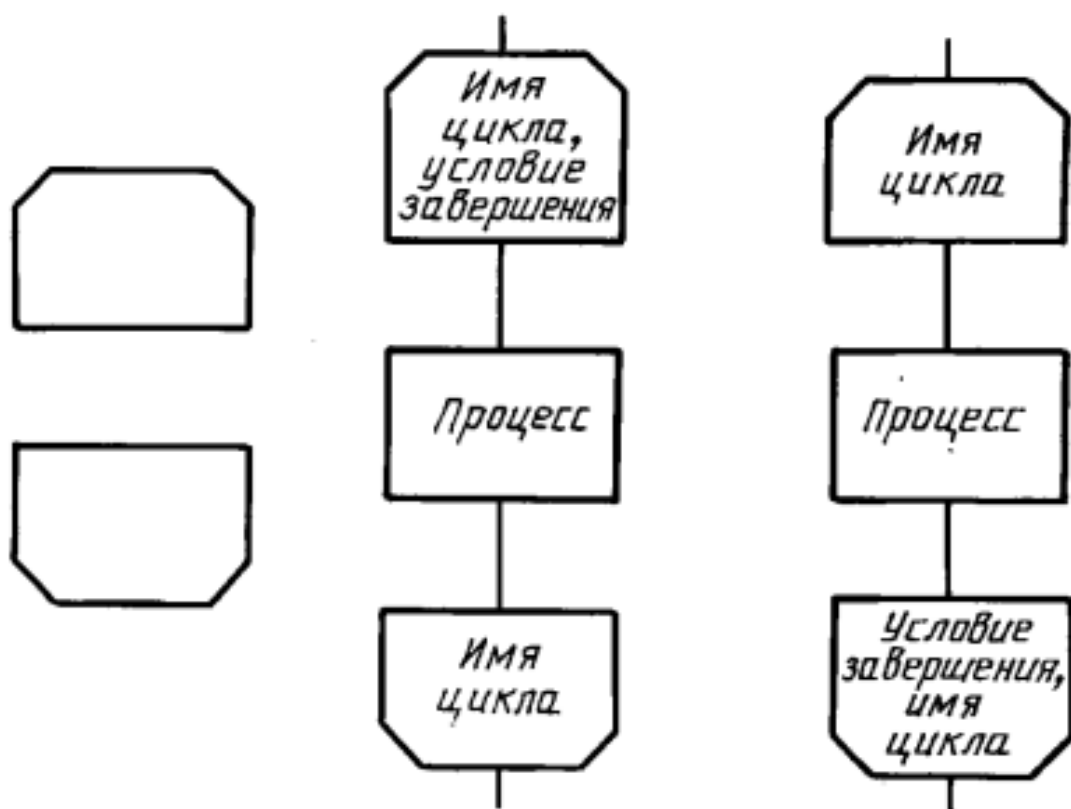 Имя
цикла,
условие
завершения
Процесс
Имя
цикла
Имя
цикла
Процесс
Условие
завершения,
имя
цикла